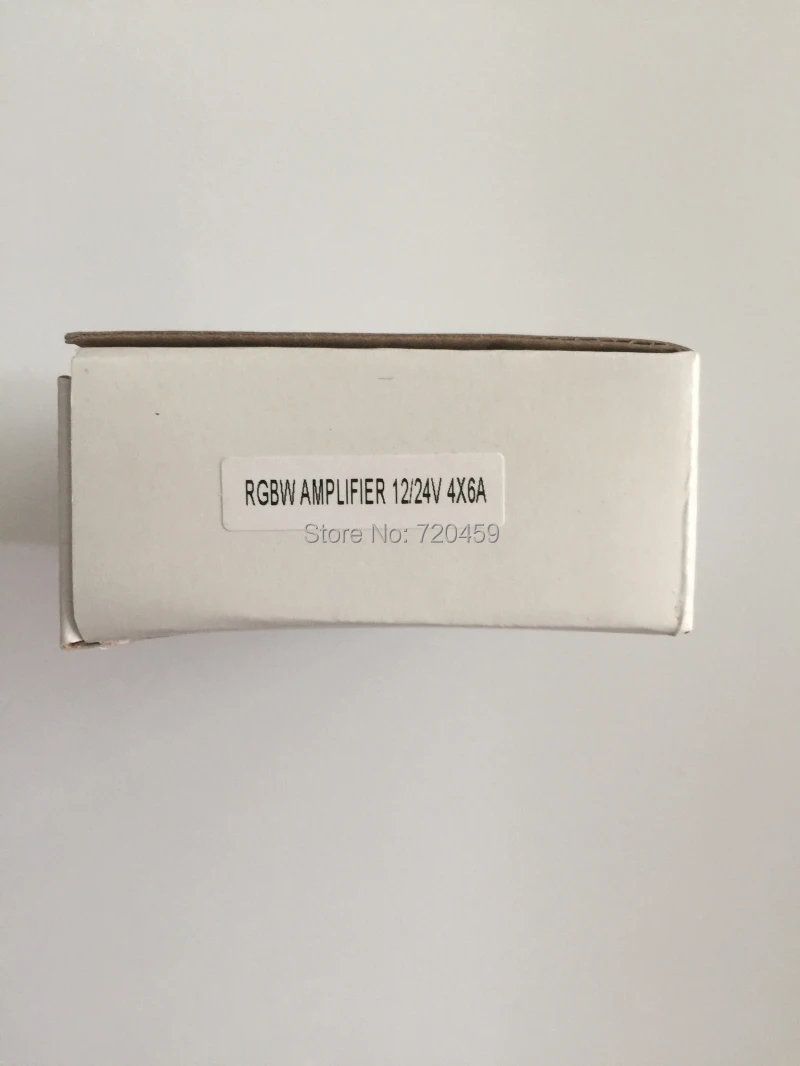 RGBW AMPLIFIER 12/24V 4X6A
Store No: 720459